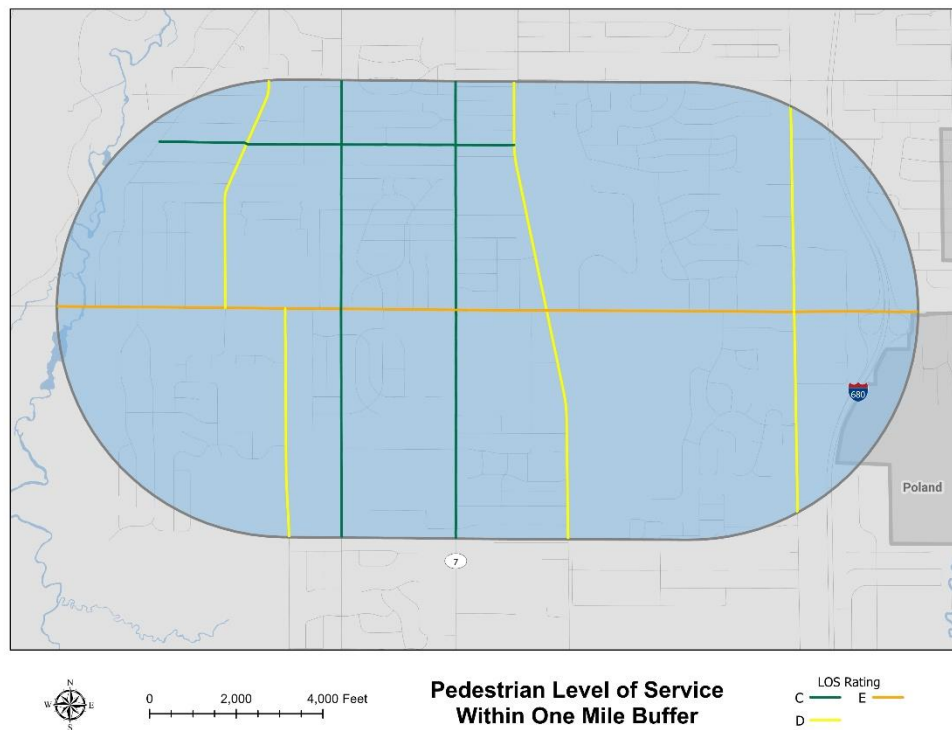 680
Poland
7
N
W E
S
0 2,000 4,000 Feet
Pedestrian Level of Service
Within One Mile Buffer
LOS Rating
C E
D